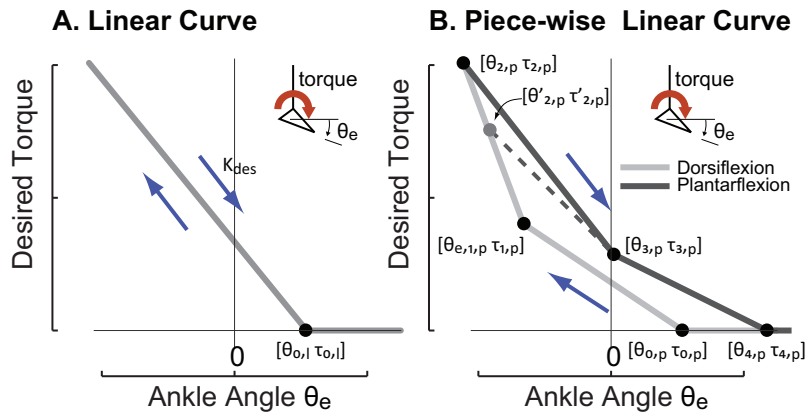 A. Linear Curve
torque
θe
Kdes
Desired Torque
[θo,l τo,l]
0
Ankle Angle θe
B. Piece-wise Linear Curve
[θ2,p τ2,p]
torque
[θ'2,p τ'2,p]
θe
Dorsiflexion
Plantarflexion
Desired Torque
[θe,1,p τ1,p]
[θ3,p τ3,p]
0
[θo,p τo,p]
[θ4,p τ4,p]
Ankle Angle θe